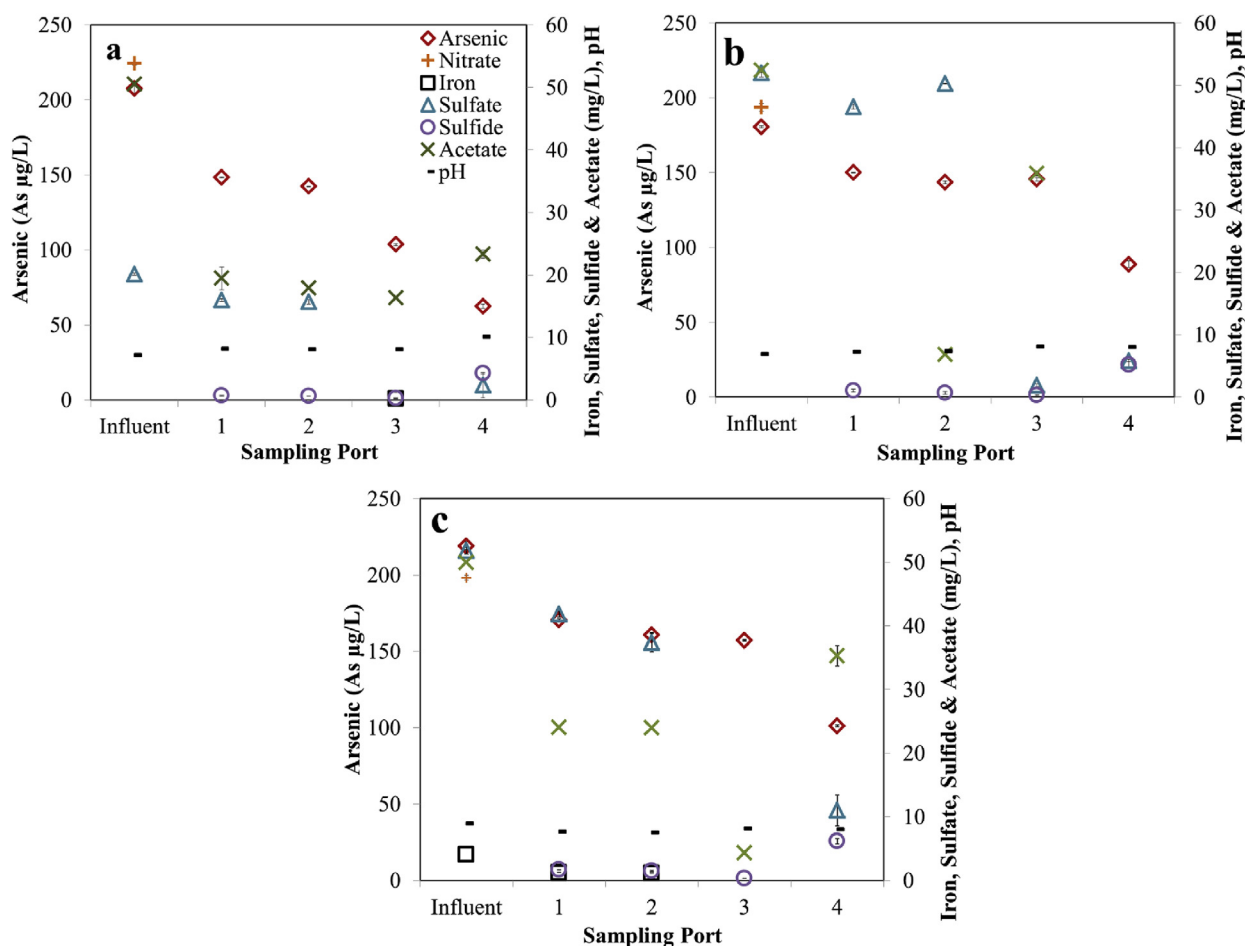 a
250
200
150
100
50
0
Arsenic (As µg/L)
Arsenic
Nitrate
Iron
Sulfate
Sulfide
Acetate
pH
60
50
40
30
20
10
0
Iron, Sulfate, Sulfide & Acetate (mg/L), pH
Influent 1 2 3 4
Sampling Port
b
250
200
150
100
50
0
Arsenic (As µg/L)
60
50
40
30
20
10
0
Iron, Sulfate, Sulfide & Acetate (mg/L), pH
Influent 1 2 3 4
Sampling Port
c
250
200
150
100
50
0
Arsenic (As µg/L)
60
50
40
30
20
10
0
Iron, Sulfate, Sulfide & Acetate (mg/L), pH
Influent 1 2 3 4
Sampling Port